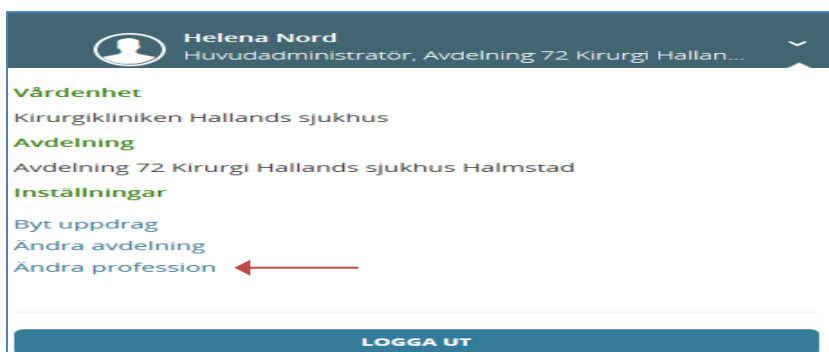 Helena Nord
Huvudadministratör, Avdelning 72 Kirurgi Hallan...
Vårdenhet
Kirurgikliniken Hallands sjukhus
Avdelning
Avdelning 72 Kirurgi Hallands sjukhus Halmstad
Inställningar
Byt uppdrag
Ändra avdelning
Ändra profession
LOGGA UT